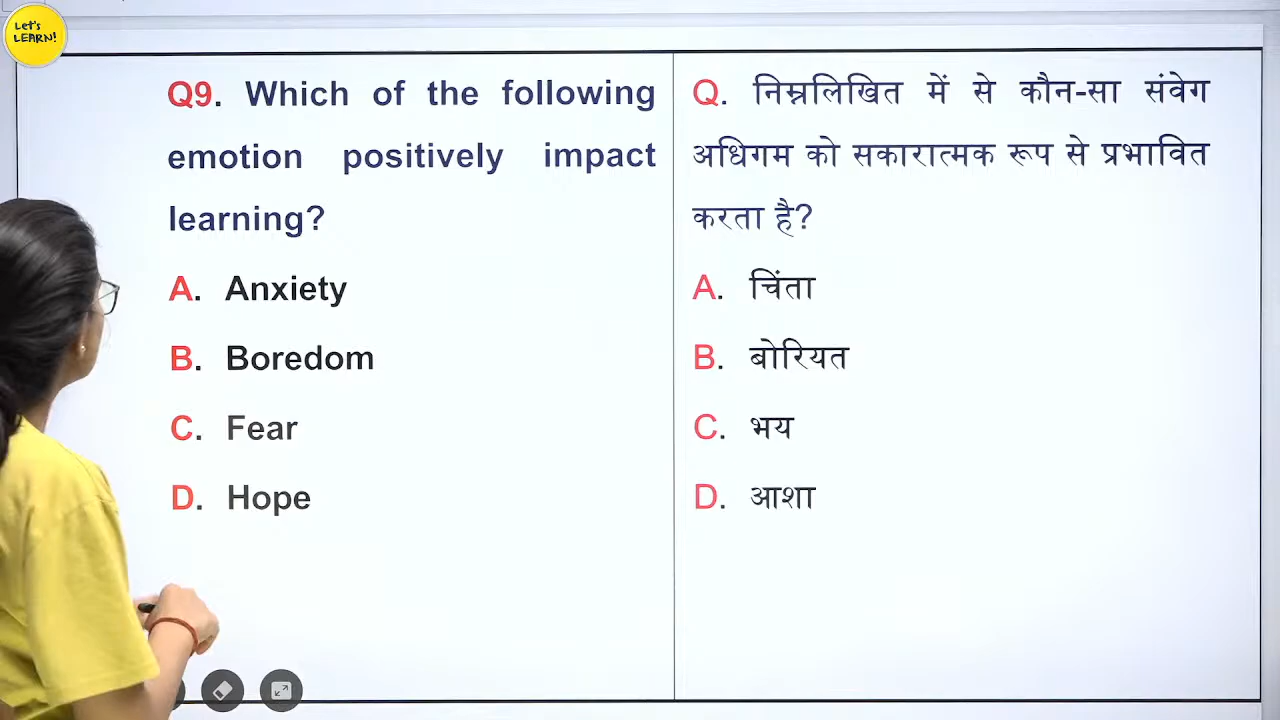 Let's
LEARN!
Q9. Which of the following
emotion positively impact
learning?
A. Anxiety
B. Boredom
C. Fear
D. Hope
Q. निम्नलिखित में से कौन-सा संवेग
अधिगम को सकारात्मक रूप से प्रभावित
करता है?
A. चिंता
B. बोरियत
C. भय
D. आशा